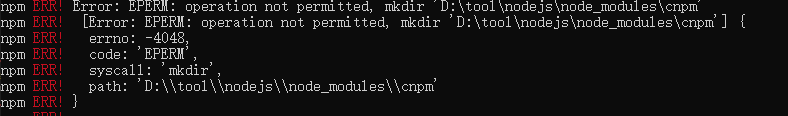 npm ERR! Error: EPERM: operation not permitted, mkdir 'D:\tool\nodejs\node_modules\cnpm'
npm ERR!  [Error: EPERM: operation not permitted, mkdir 'D:\tool\nodejs\node_modules\cnpm'] {
npm ERR!   errno: -4048,
npm ERR!   code: 'EPERM',
npm ERR!   syscall: 'mkdir',
npm ERR!   path: 'D:\\tool\\nodejs\\node_modules\\cnpm'
npm ERR! }